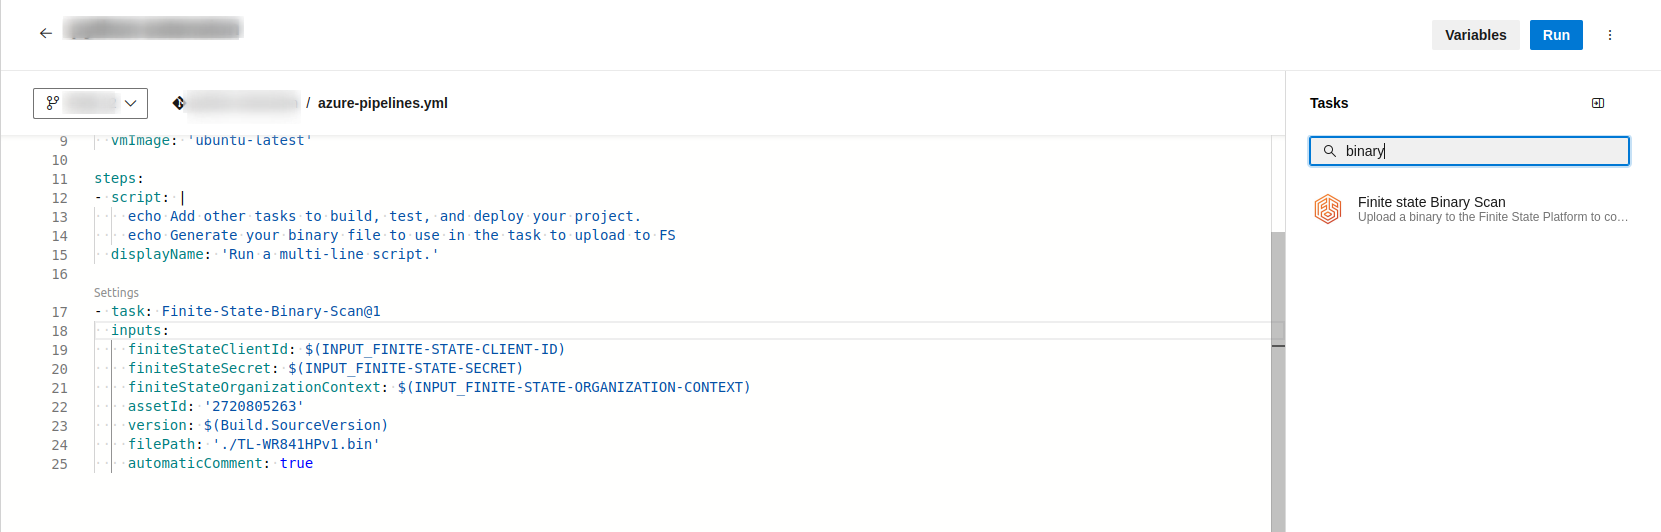 Variables Run
/ azure-pipelines.yml
Tasks
binary
Finite state Binary Scan
Upload a binary to the Finite State Platform to co...
9 vmImage: 'ubuntu-latest'
10
11 steps:
12 - script: |
13 echo Add other tasks to build, test, and deploy your project.
14 echo Generate your binary file to use in the task to upload to FS
15 displayName: 'Run a multi-line script.'
16
Settings
17 - task: Finite-State-Binary-Scan@1
18 inputs:
19 finiteStateClientId: $(INPUT_FINITE-STATE-CLIENT-ID)
20 finiteStateSecret: $(INPUT_FINITE-STATE-SECRET)
21 finiteStateOrganizationContext: $(INPUT_FINITE-STATE-ORGANIZATION-CONTEXT)
22 assetId: '2720805263'
23 version: $(Build.SourceVersion)
24 filePath: './TL-WR841HPv1.bin'
25 automaticComment: true